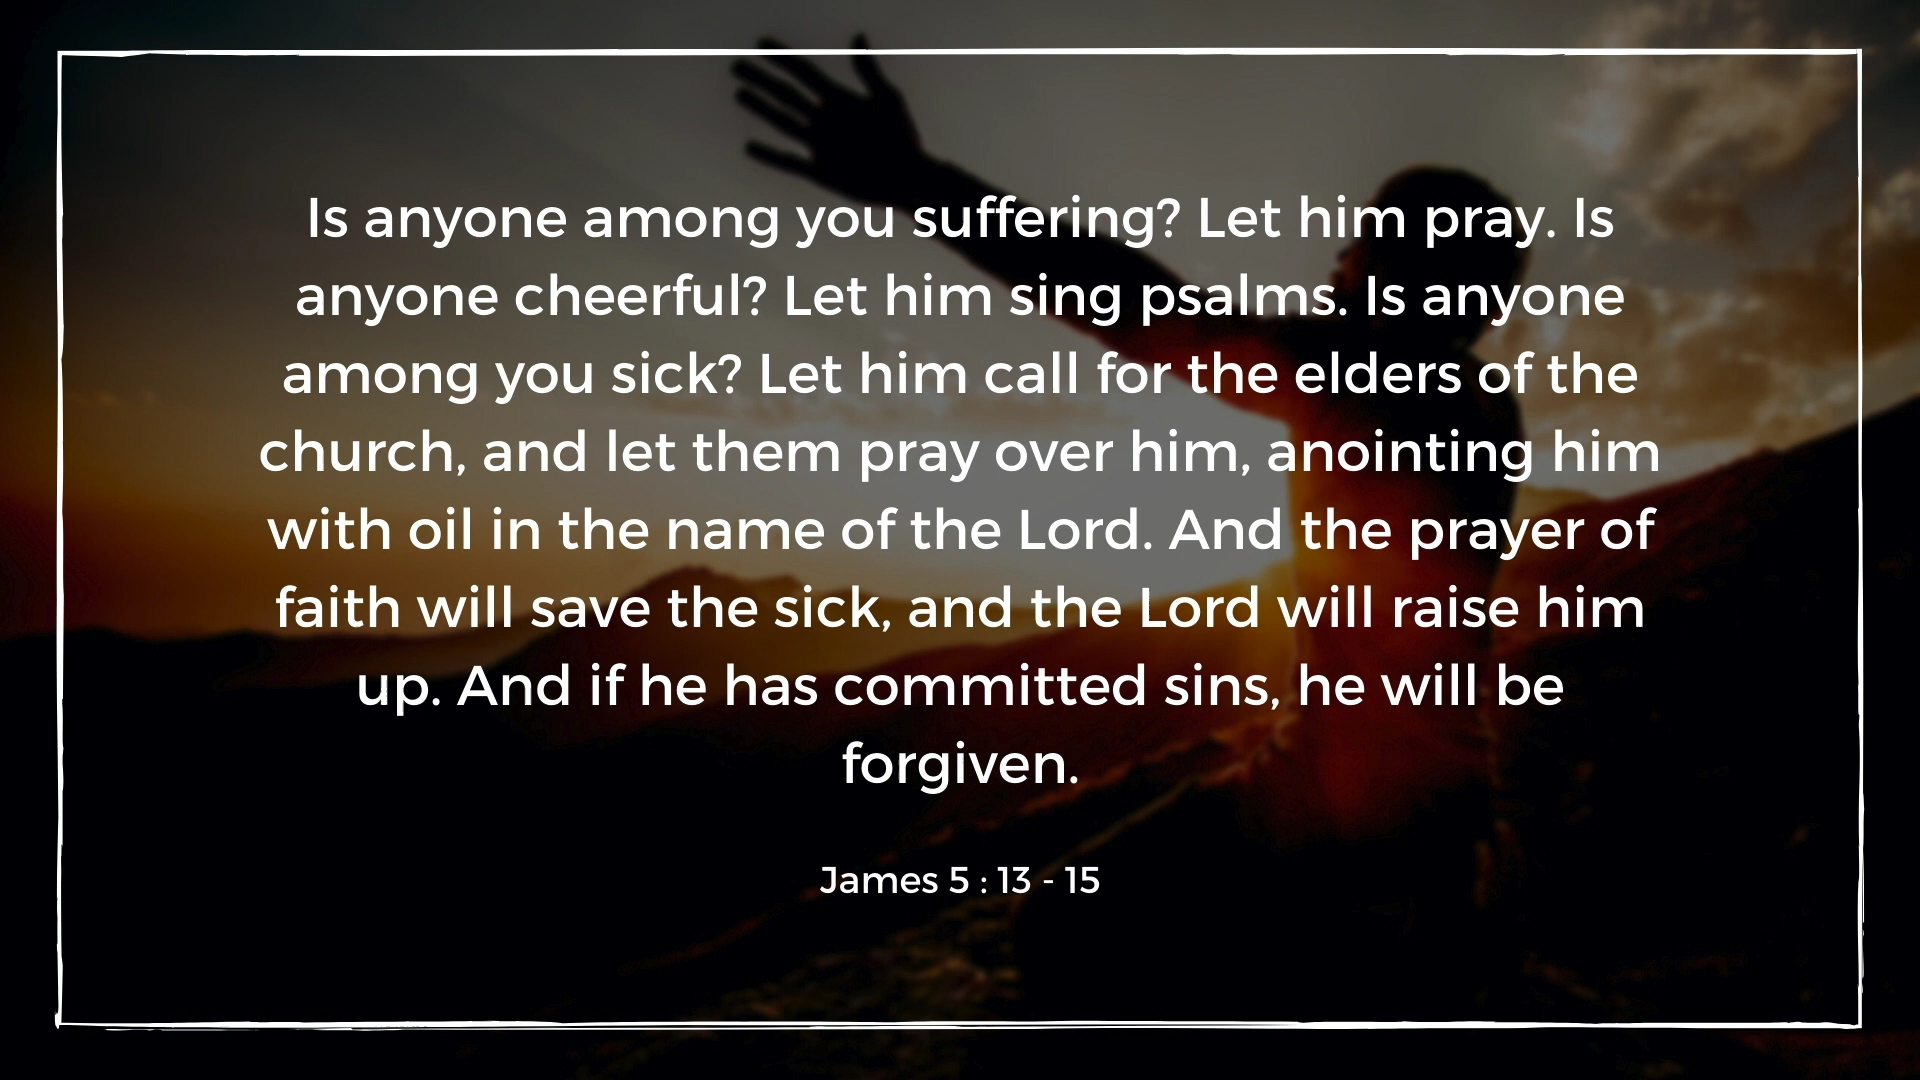 Is anyone among you suffering? Let him pray. Is
anyone cheerful? Let him sing psalms. Is anyone
among you sick? Let him call for the elders of the
church, and let them pray over him, anointing him
with oil in the name of the Lord. And the prayer of
faith will save the sick, and the Lord will raise him
up. And if he has committed sins, he will be
forgiven.
James 5 : 13 - 15